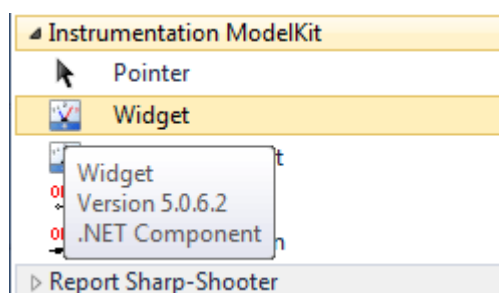 Instrumentation ModelKit
Pointer
Widget
Widget
Version 5.0.6.2
.NET Component
Report Sharp-Shooter